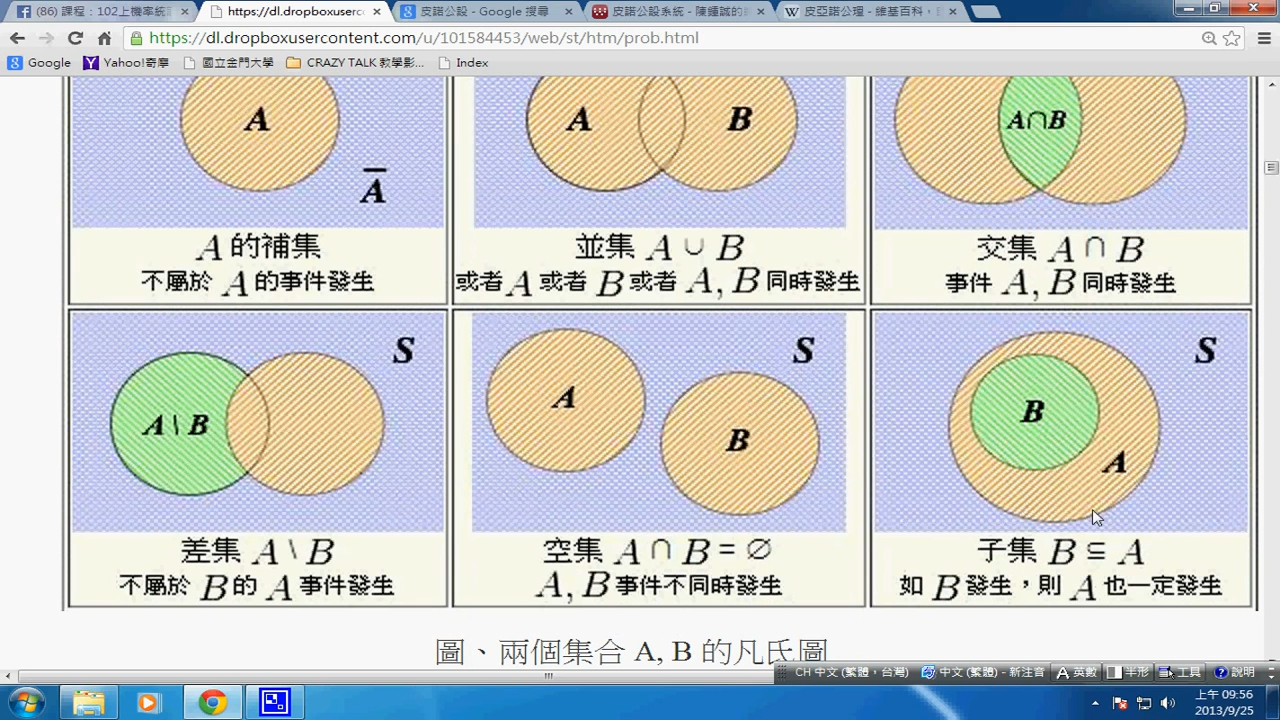 (86) 課程：102上機率統計
https://dl.dropboxuserco
皮諾公設 - Google 搜尋
皮諾公設系統 - 陳鍾誠的
皮亞諾公理 - 維基百科，
https://dl.dropboxusercontent.com/u/101584453/web/st/htm/prob.html
Google Yahoo!奇摩 國立金門大學 CRAZY TALK 教學影... Index
A
A̅
A B
A∩B
A 的補集
不屬於 A 的事件發生
並集 A ∪ B
或者 A 或者 B 或者 A, B 同時發生
交集 A ∩ B
事件 A, B 同時發生
S
A \ B
S
A
B
S
B
A
差集 A \ B
不屬於 B 的 A 事件發生
空集 A ∩ B = ∅
A, B 事件不同時發生
子集 B ⊆ A
如 B 發生，則 A 也一定發生
圖、兩個集合 A, B 的凡氏圖
CH 中文 (繁體，台灣) 中文 (繁體) - 新注音 A 英數 半形 工具 說明
上午 09:56
2013/9/25